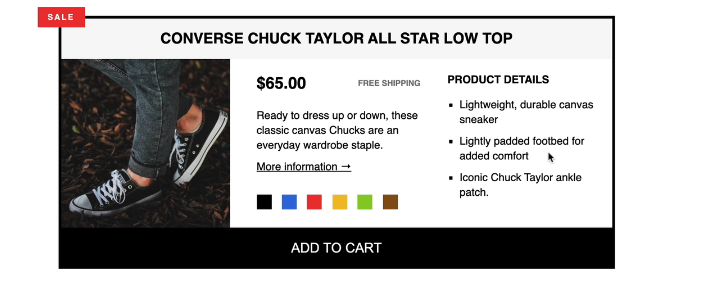 SALE
CONVERSE CHUCK TAYLOR ALL STAR LOW TOP
$65.00
FREE SHIPPING
Ready to dress up or down, these
classic canvas Chucks are an
everyday wardrobe staple.
More information →
PRODUCT DETAILS
Lightweight, durable canvas
sneaker
Lightly padded footbed for
added comfort
Iconic Chuck Taylor ankle
patch.
ADD TO CART